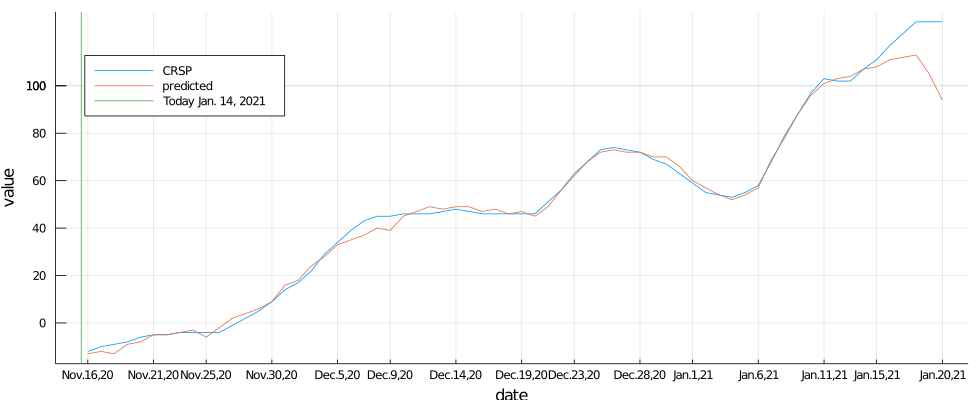 CRSP
predicted
Today Jan. 14, 2021
100
80
60
40
20
0
value
Nov.16,20 Nov.21,20 Nov.25,20 Nov.30,20 Dec.5,20 Dec.9,20 Dec.14,20 Dec.19,20 Dec.23,20 Dec.28,20 Jan.1,21 Jan.6,21 Jan.11,21 Jan.15,21 Jan.20,21
date